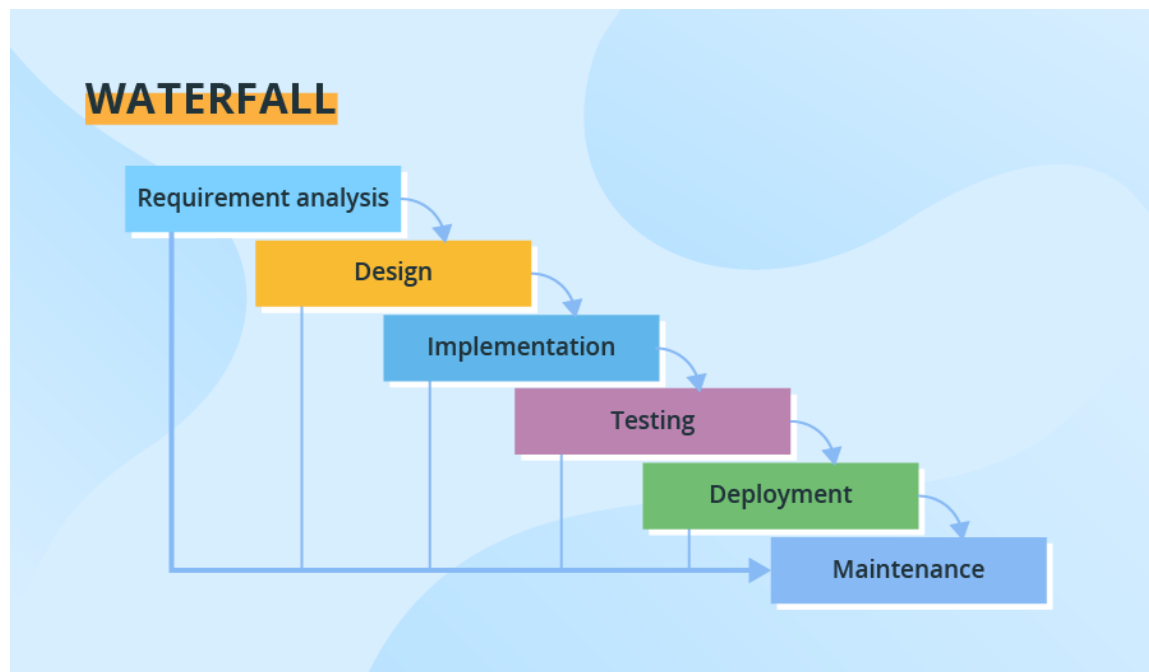 WATERFALL
Requirement analysis
Design
Implementation
Testing
Deployment
Maintenance